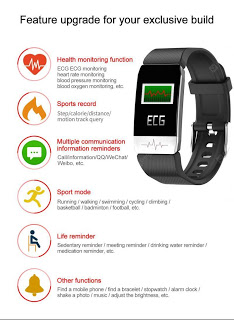 Feature upgrade for your exclusive build
Health monitoring function
ECG ECG monitoring
heart rate monitoring
blood pressure monitoring
blood oxygen monitoring, etc.
ECG
Sports record
Step/calorie/distance/
motion track query
Multiple communication
information reminders
Call/Information/QQ/WeChat/
Weibo, etc.
Sport mode
Running / walking / swimming / cycling / dimbing /
basketball / badminton / football, etc.
Life reminder
Sedentary reminder / meeting reminder / drinking water reminder /
medication reminder, etc.
Other functions
Find a mobile phone / find a bracelet / stopwatch / alarm clock /
shake a photo / music / adjust the brightness, etc.